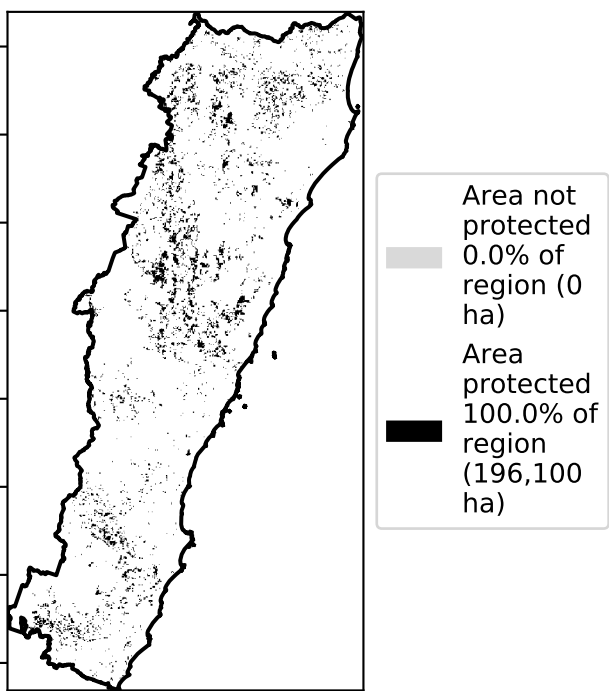 Area not
protected
0.0% of
region (0
ha)
Area
protected
100.0% of
region
(196,100
ha)